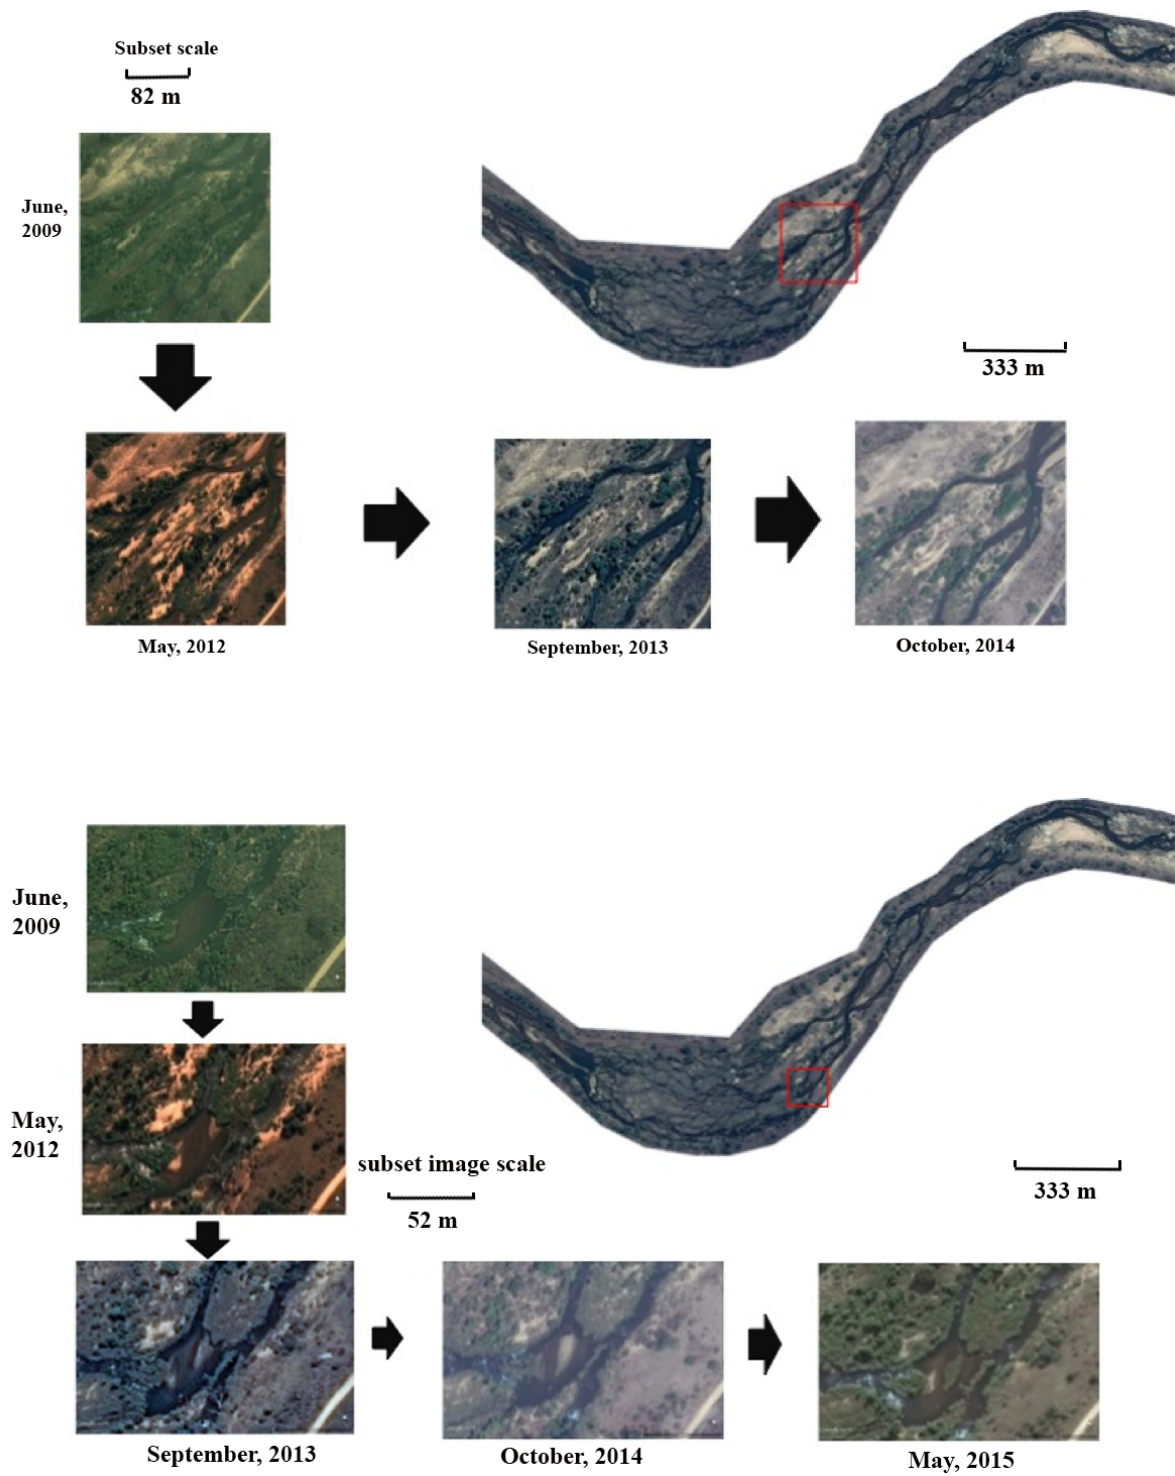 Subset scale
82 m
June,
2009
333 m
May, 2012
September, 2013
October, 2014
June,
2009
May,
2012
subset image scale
52 m
333 m
September, 2013
October, 2014
May, 2015